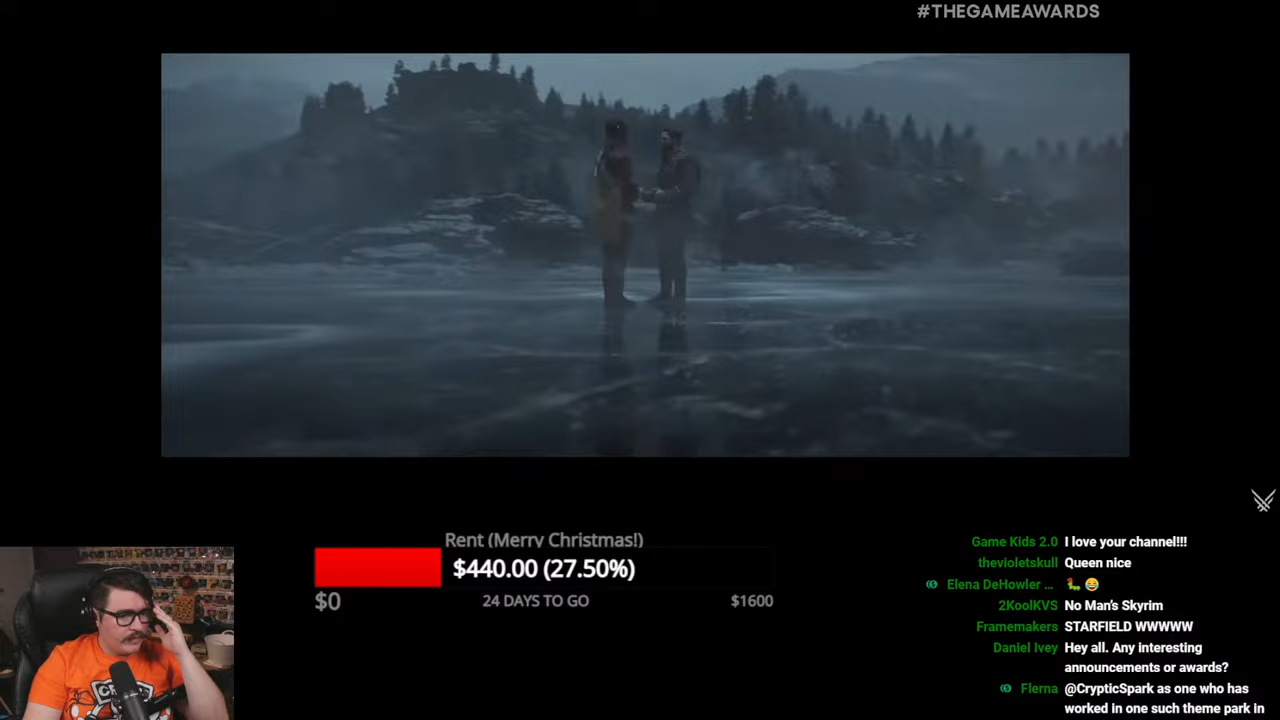 #THEGAMEAWARDS
Rent (Merry Christmas!)
$440.00 (27.50%)
$0
24 DAYS TO GO
$1600
Game Kids 2.0 I love your channel!!!
thevioletskull Queen nice
Elena DeHowler ... 🐛 😂
2KoolKVS No Man's Skyrim
Framemakers STARFIELD WWWWW
Daniel Ivey Hey all. Any interesting
announcements or awards?
Flerna @CrypticSpark as one who has
worked in one such theme park in